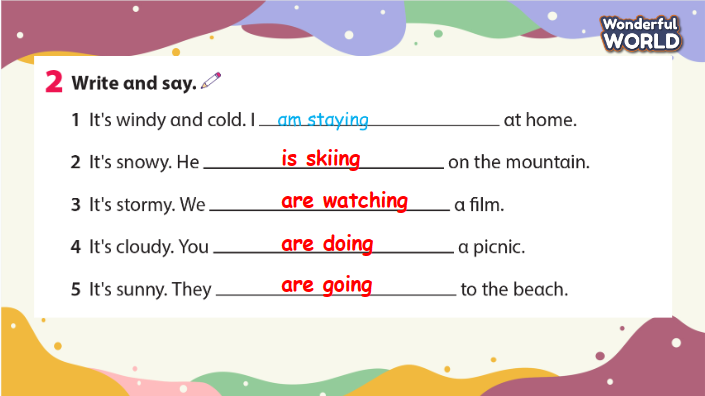 Wonderful
WORLD
2 Write and say.
1 It's windy and cold. I am staying at home.
2 It's snowy. He is skiing on the mountain.
3 It's stormy. We are watching a film.
4 It's cloudy. You are doing a picnic.
5 It's sunny. They are going to the beach.